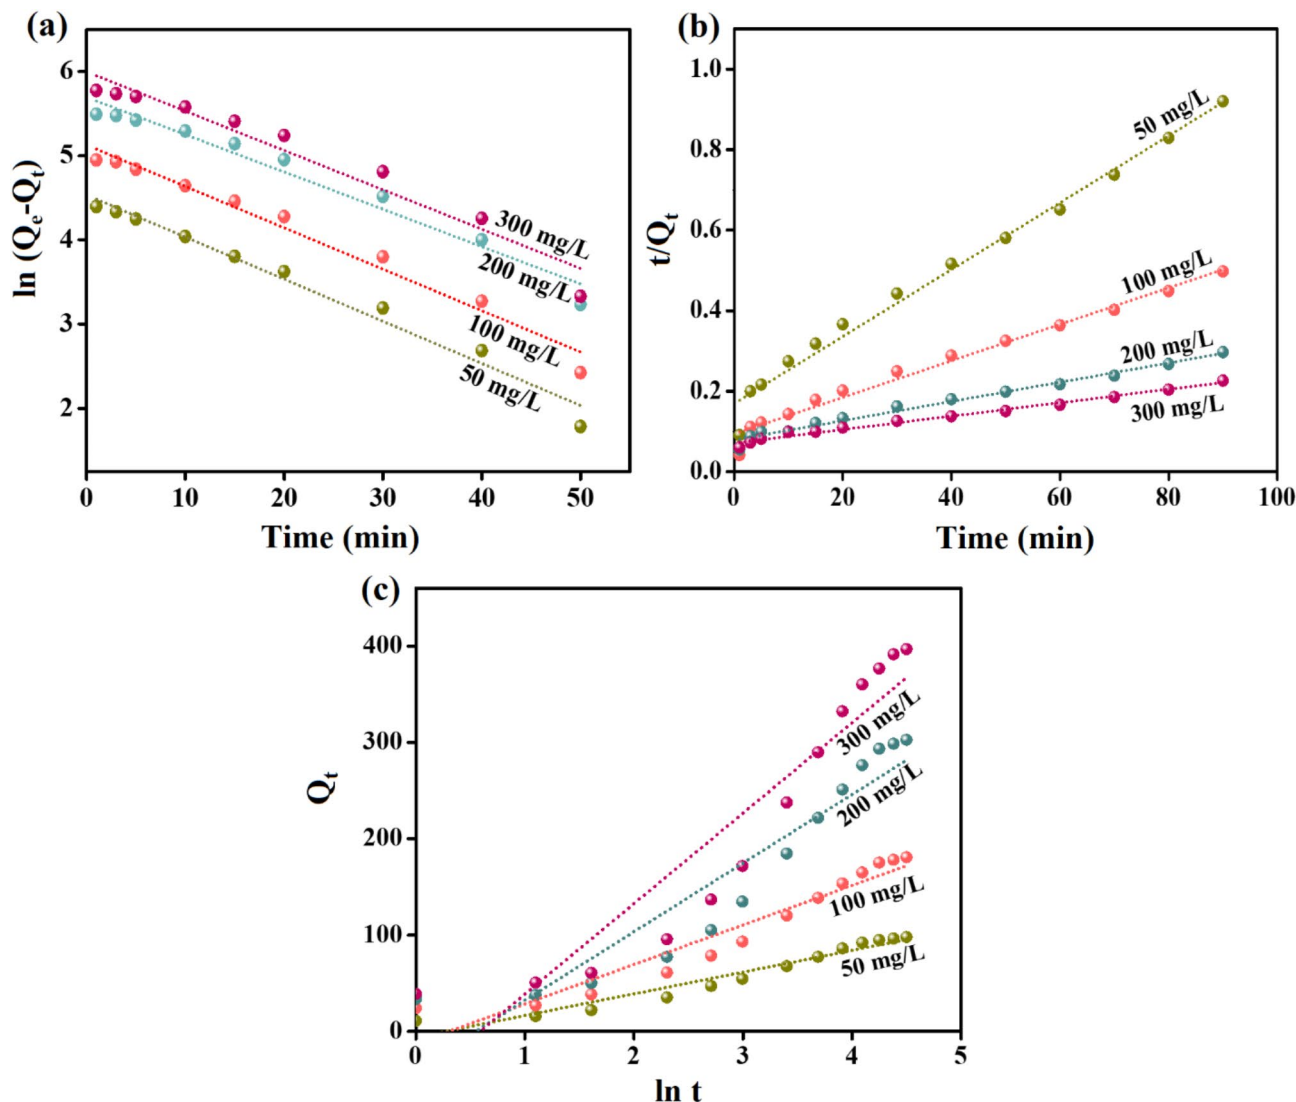 (a)
ln (Qe-Qt)
6
5
4
3
2
300 mg/L
200 mg/L
100 mg/L
50 mg/L
0 10 20 30 40 50
Time (min)
(b)
t/Qt
1.0
0.8
0.6
0.4
0.2
0.0
50 mg/L
100 mg/L
200 mg/L
300 mg/L
0 20 40 60 80 100
Time (min)
(c)
Qt
400
300
200
100
0
300 mg/L
200 mg/L
100 mg/L
50 mg/L
0 1 2 3 4 5
ln t